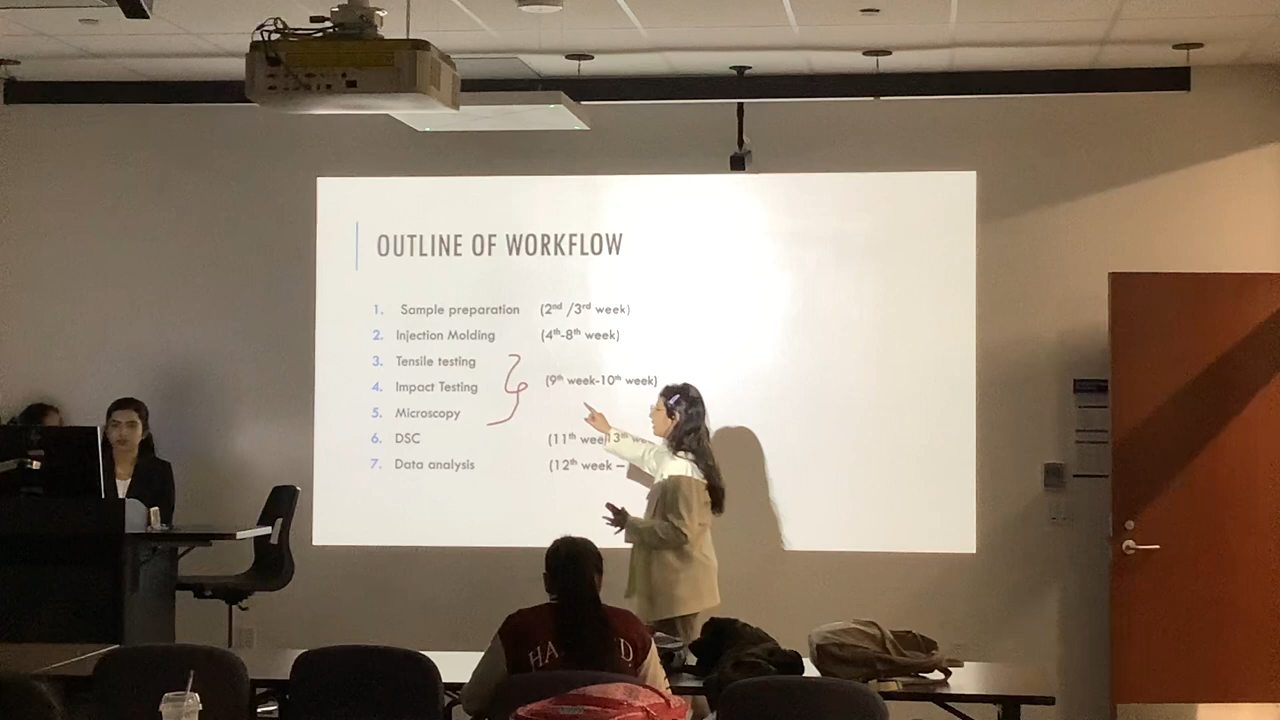 OUTLINE OF WORKFLOW
1. Sample preparation (2nd /3rd week)
2. Injection Molding (4th-8th week)
3. Tensile testing
4. Impact Testing (9th week-10th week)
5. Microscopy
6. DSC (11th
7. Data analysis (12th week –